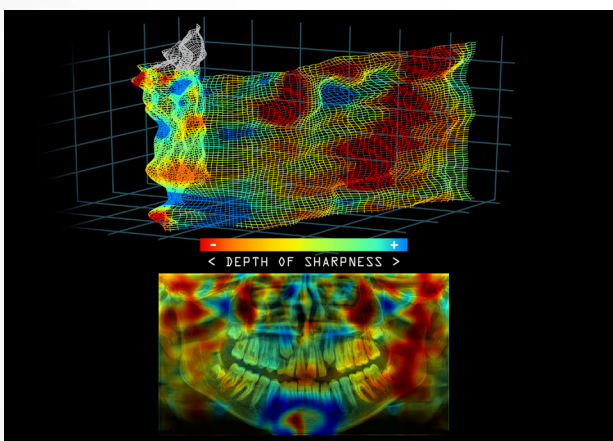 - +
< DEPTH OF SHARPNESS >